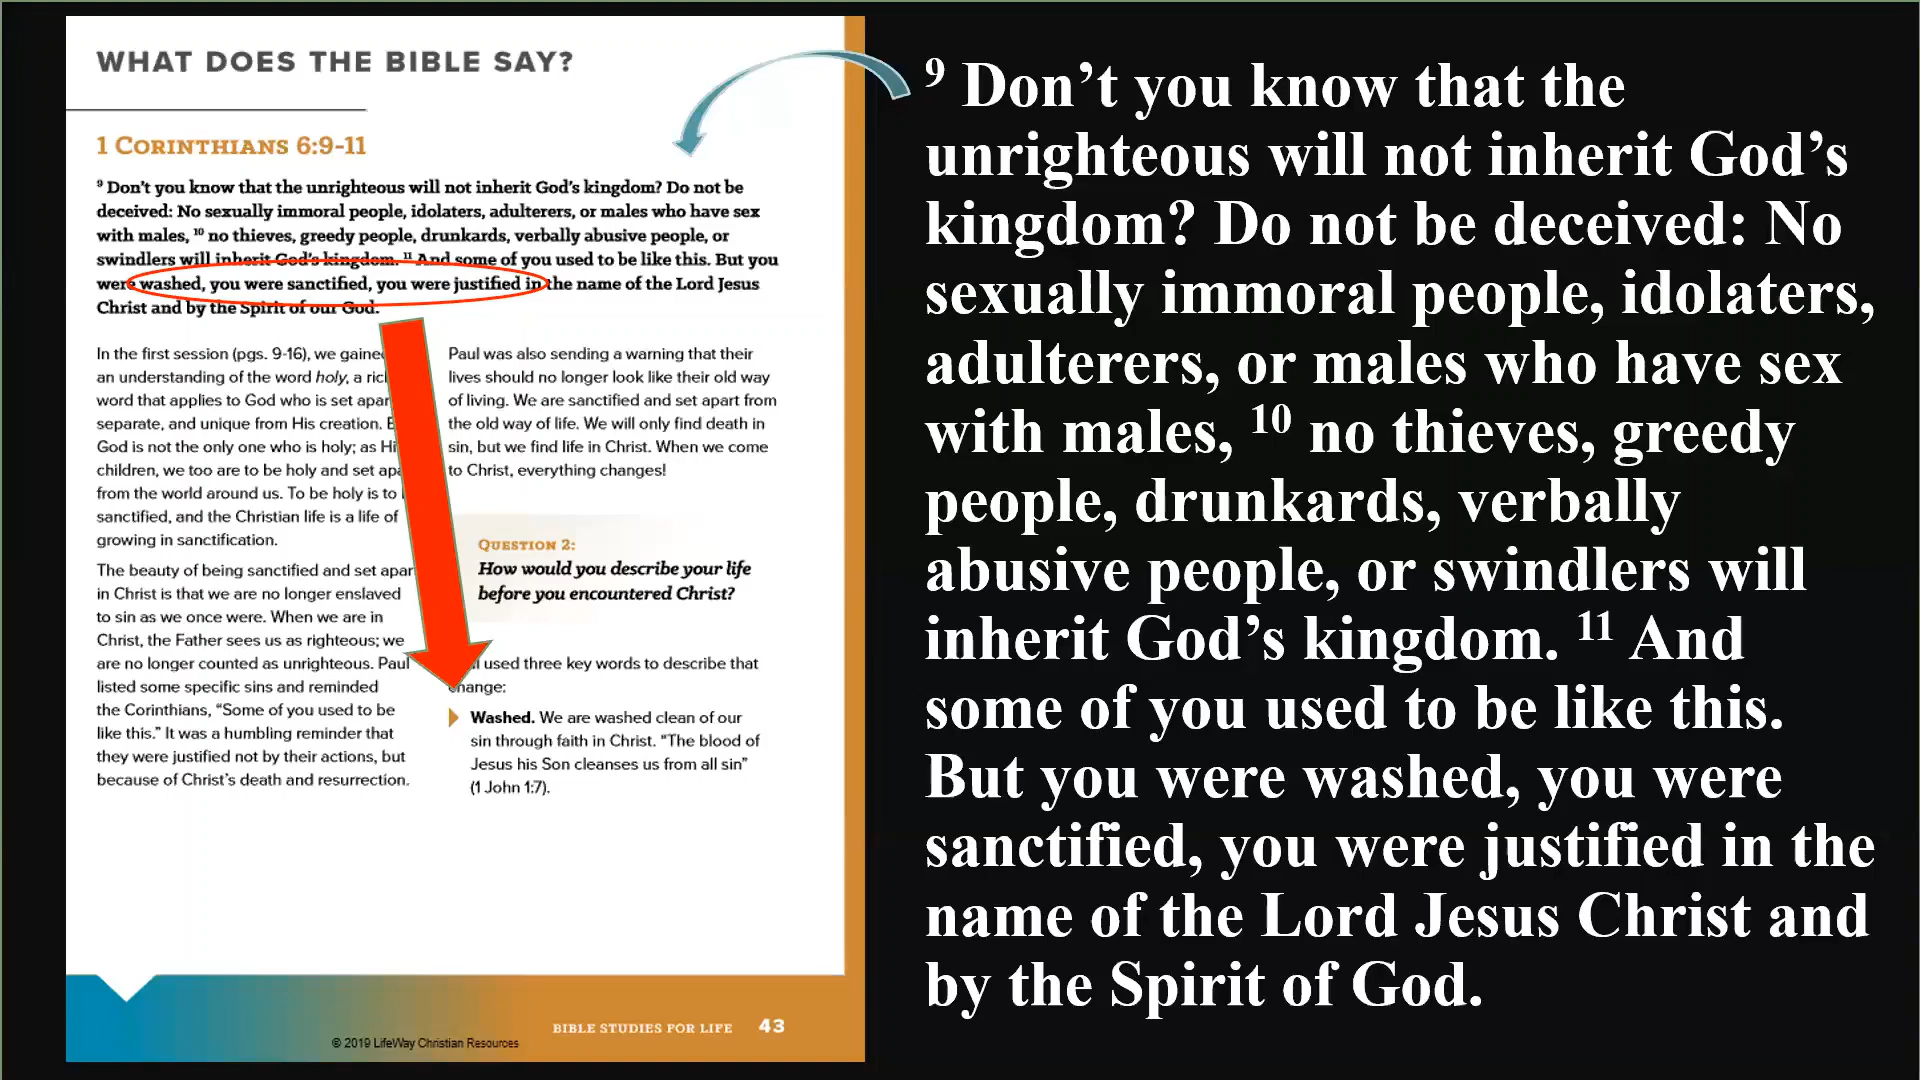 WHAT DOES THE BIBLE SAY?
1 CORINTHIANS 6:9-11
9 Don't you know that the unrighteous will not inherit God's kingdom? Do not be
deceived: No sexually immoral people, idolaters, adulterers, or males who have sex
with males, 10 no thieves, greedy people, drunkards, verbally abusive people, or
swindlers will inherit God's kingdom. 11 And some of you used to be like this. But you
were washed, you were sanctified, you were justified in the name of the Lord Jesus
Christ and by the Spirit of our God.
In the first session (pgs. 9-16), we gaine
an understanding of the word holy, a ric
word that applies to God who is set apar
separate, and unique from His creation.
God is not the only one who is holy; as Hi
children, we too are to be holy and set apa
from the world around us. To be holy is to
sanctified, and the Christian life is a life of
growing in sanctification.
The beauty of being sanctified and set apar
in Christ is that we are no longer enslaved
to sin as we once were. When we are in
Christ, the Father sees us as righteous; we
are no longer counted as unrighteous. Paul
listed some specific sins and reminded
the Corinthians, “Some of you used to be
like this.” It was a humbling reminder that
they were justified not by their actions, but
because of Christ's death and resurrection.
Paul was also sending a warning that their
lives should no longer look like their old way
of living. We are sanctified and set apart from
the old way of life. We will only find death in
sin, but we find life in Christ. When we come
to Christ, everything changes!
QUESTION 2:
How would you describe your life
before you encountered Christ?
used three key words to describe that
hange:
Washed. We are washed clean of our
sin through faith in Christ. “The blood of
Jesus his Son cleanses us from all sin”
(1 John 1:7).
BIBLE STUDIES FOR LIFE 43
© 2019 LifeWay Christian Resources
9 Don’t you know that the
unrighteous will not inherit God’s
kingdom? Do not be deceived: No
sexually immoral people, idolaters,
adulterers, or males who have sex
with males, 10 no thieves, greedy
people, drunkards, verbally
abusive people, or swindlers will
inherit God’s kingdom. 11 And
some of you used to be like this.
But you were washed, you were
sanctified, you were justified in the
name of the Lord Jesus Christ and
by the Spirit of God.